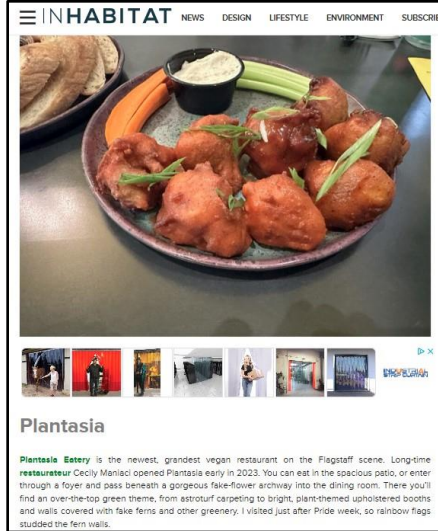 INHABITAT NEWS DESIGN LIFESTYLE ENVIRONMENT SUBSCRIB
Plantasia
Plantasia Eatery is the newest, grandest vegan restaurant on the Flagstaff scene. Long-time
restaurateur Cecily Maniaci opened Plantasia early in 2023. You can eat in the spacious patio, or enter
through a foyer and pass beneath a gorgeous fake-flower archway into the dining room. There you'll
find an over-the-top green theme, from astroturf carpeting to bright, plant-themed upholstered booths
and walls covered with fake ferns and other greenery. I visited just after Pride week, so rainbow flags
studded the fern walls.